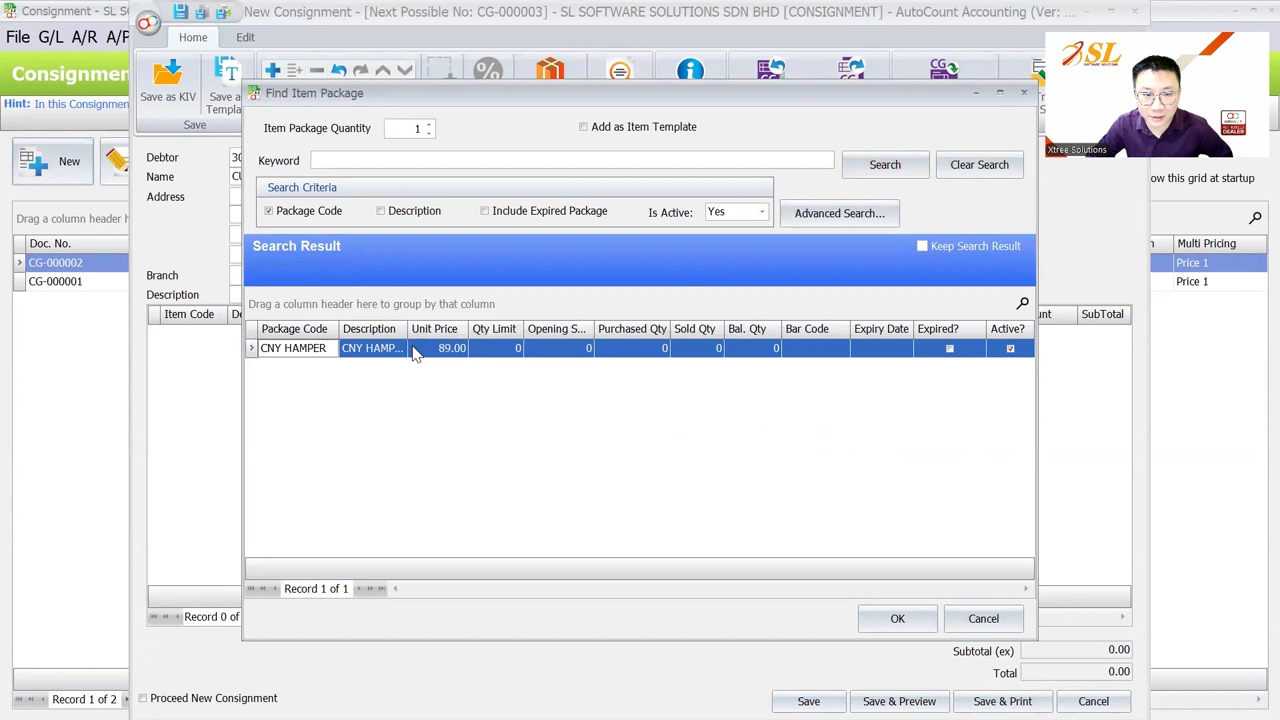 Consignment - SL S
New Consignment - [Next Possible No: CG-000003] - SL SOFTWARE SOLUTIONS SDN BHD [CONSIGNMENT] - AutoCount Accounting (Ver: ...
File G/L A/R A/P
Home Edit
Consignment
Hint: In this Consignmen
Save as KIV
Save as
Templa
Save
SL
SOFTWARE SOLUTIONS
Xtree Solutions
DEALER
Find Item Package
Item Package Quantity 1
Add as Item Template
Keyword
Search
Clear Search
Search Criteria
Package Code
Description
Include Expired Package
Is Active: Yes
Advanced Search...
Search Result
Keep Search Result
Drag a column header here to group by that column
Package Code Description Unit Price Qty Limit Opening S... Purchased Qty Sold Qty Bal. Qty Bar Code Expiry Date Expired? Active?
CNY HAMPER CNY HAMP... 89.00 0 0 0 0 0
Record 1 of 1
OK
Cancel
New
ow this grid at startup
Drag a column header h
Doc. No.
CG-000002
CG-000001
Multi Pricing
Price 1
Price 1
Debtor 30
Name CU
Address
Branch
Description
Item Code De
unt SubTotal
Record 0 of
Subtotal (ex) 0.00
Total 0.00
Proceed New Consignment
Save
Save & Preview
Save & Print
Cancel
Record 1 of 2